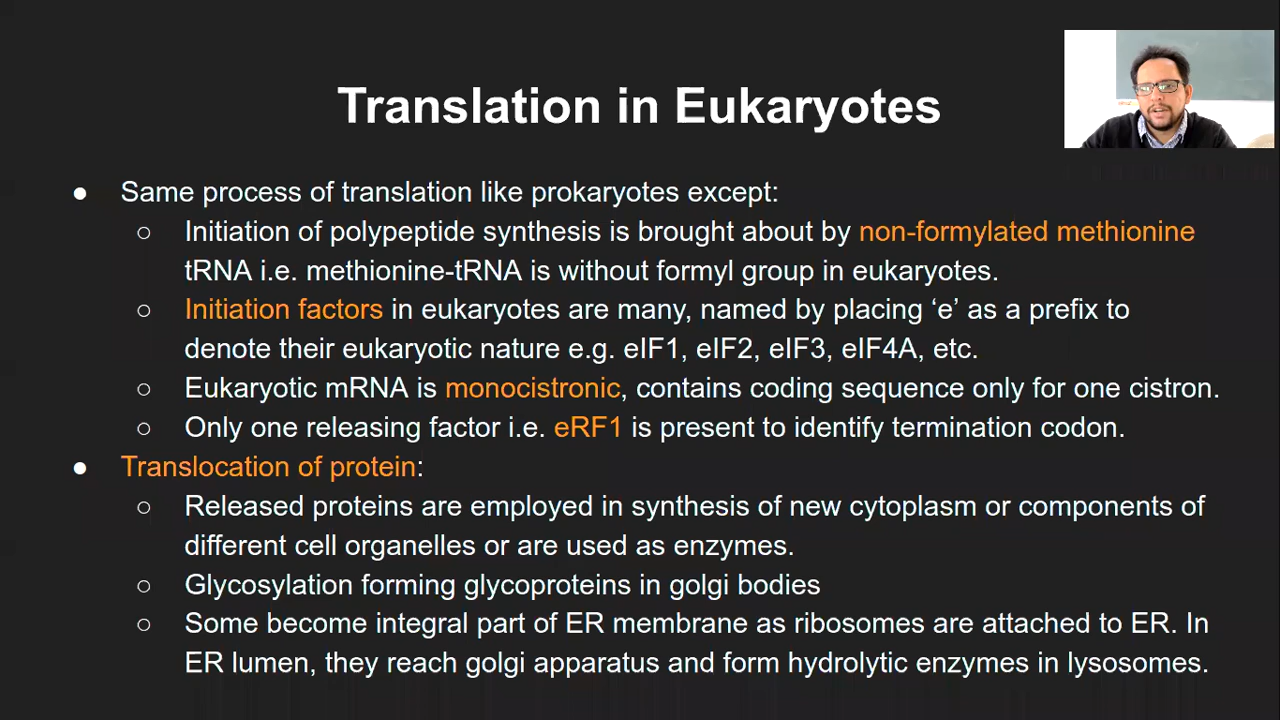 Translation in Eukaryotes
● Same process of translation like prokaryotes except:
○ Initiation of polypeptide synthesis is brought about by non-formylated methionine
tRNA i.e. methionine-tRNA is without formyl group in eukaryotes.
○ Initiation factors in eukaryotes are many, named by placing ‘e’ as a prefix to
denote their eukaryotic nature e.g. eIF1, eIF2, eIF3, eIF4A, etc.
○ Eukaryotic mRNA is monocistronic, contains coding sequence only for one cistron.
○ Only one releasing factor i.e. eRF1 is present to identify termination codon.
● Translocation of protein:
○ Released proteins are employed in synthesis of new cytoplasm or components of
different cell organelles or are used as enzymes.
○ Glycosylation forming glycoproteins in golgi bodies
○ Some become integral part of ER membrane as ribosomes are attached to ER. In
ER lumen, they reach golgi apparatus and form hydrolytic enzymes in lysosomes.